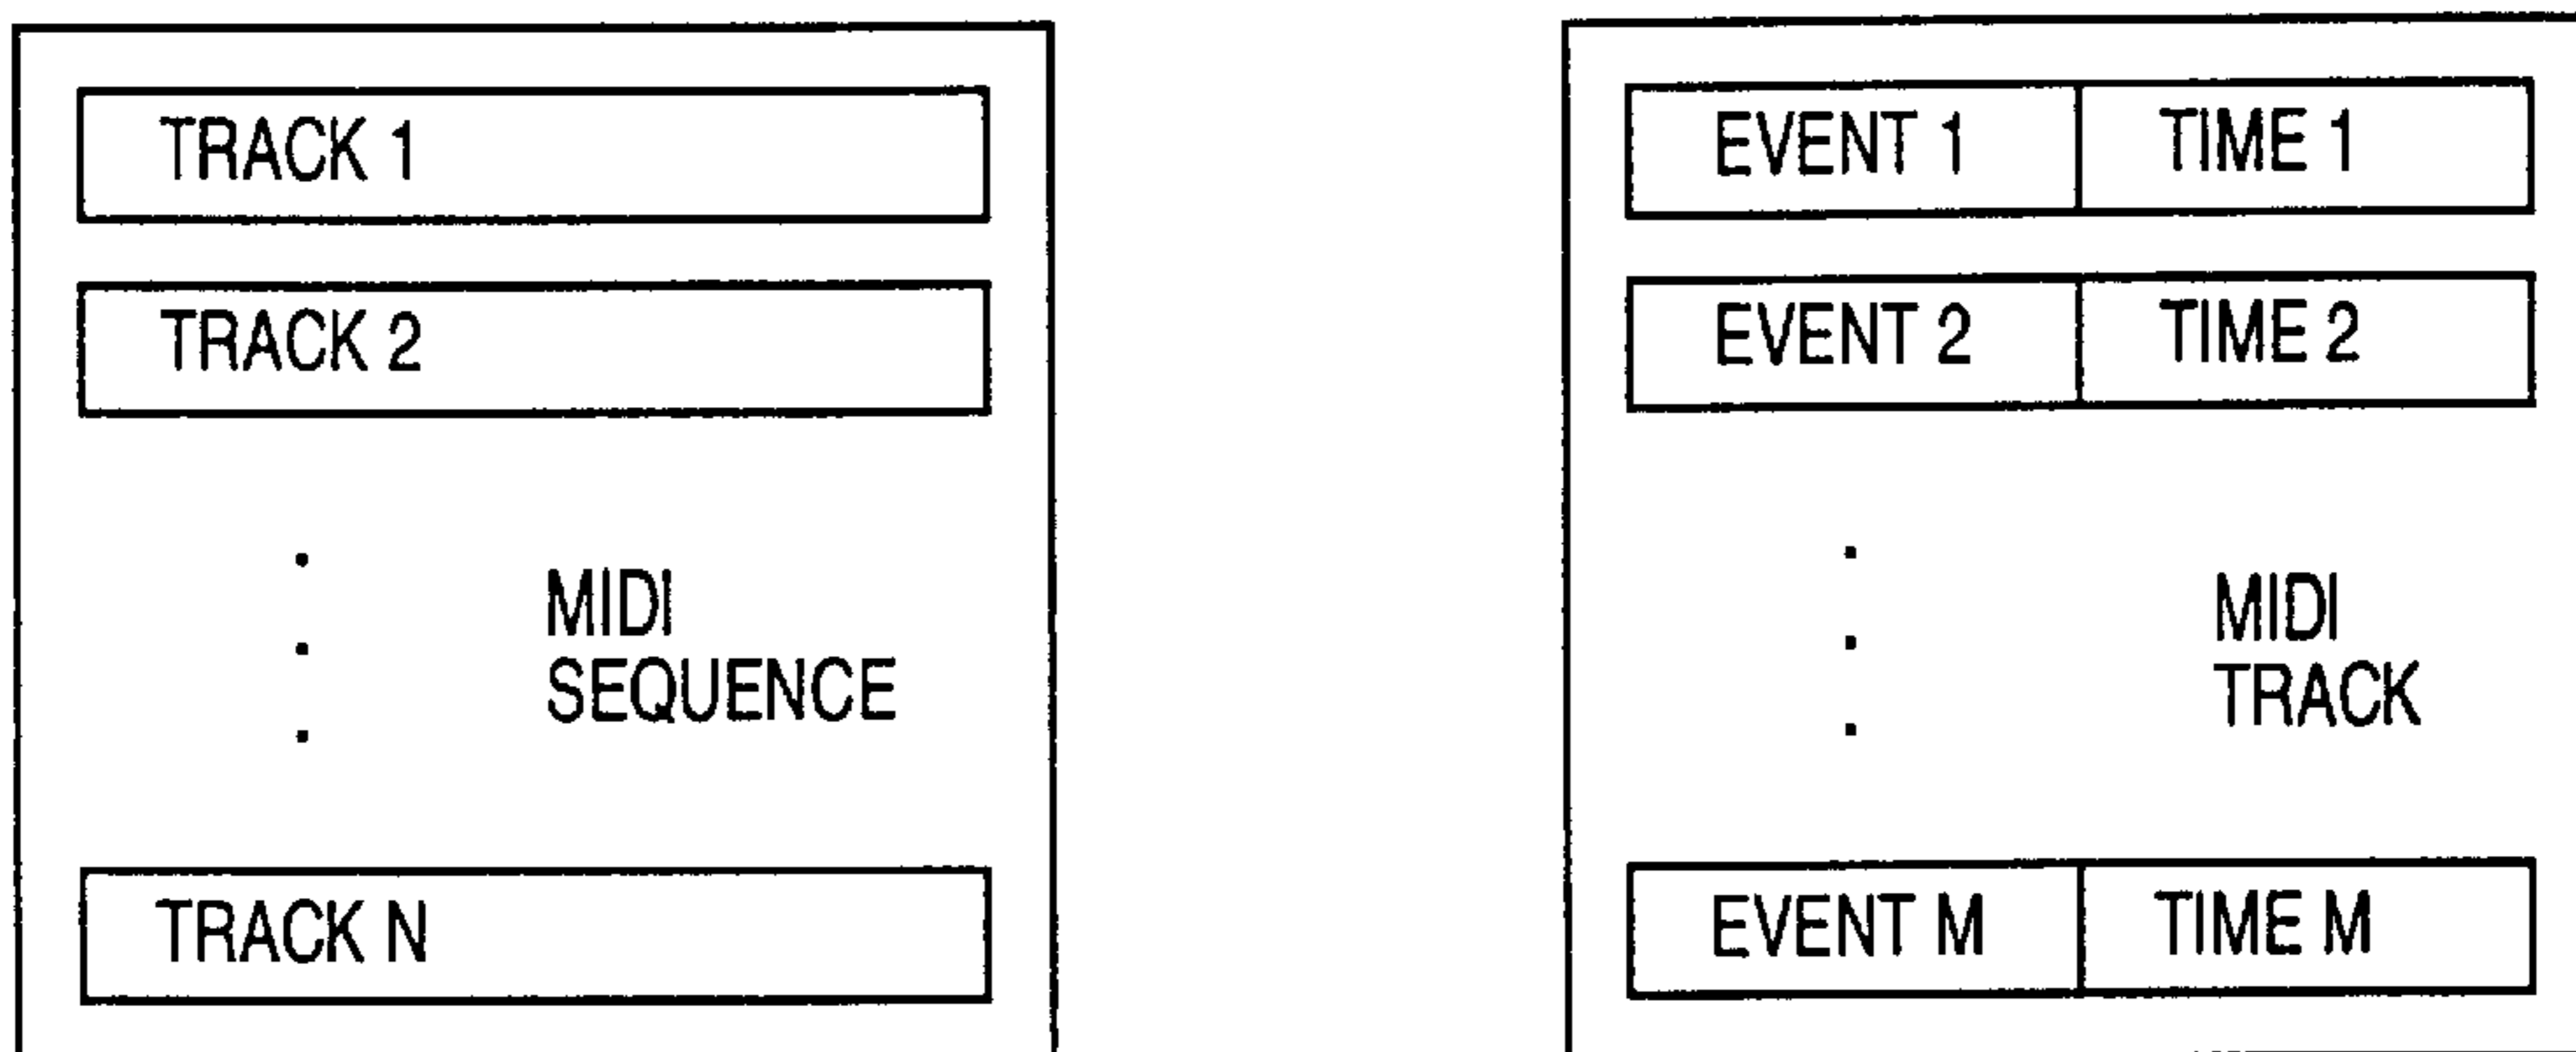 TRACK 1
TRACK 2
MIDI
SEQUENCE
TRACK N
EVENT 1 TIME 1
EVENT 2 TIME 2
MIDI
TRACK
EVENT M TIME M